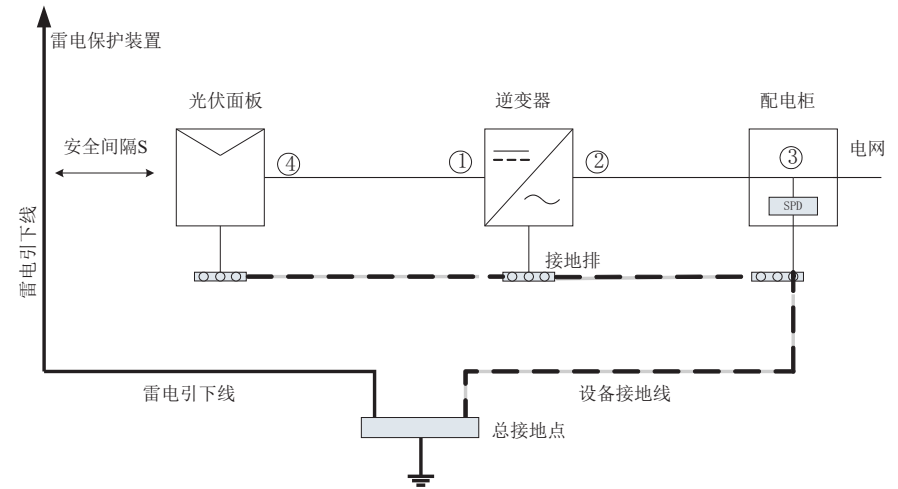 雷电保护装置
光伏面板
逆变器
配电柜
安全间隔S
④
①
②
③
电网
SPD
雷电引下线
接地排
雷电引下线
设备接地线
总接地点